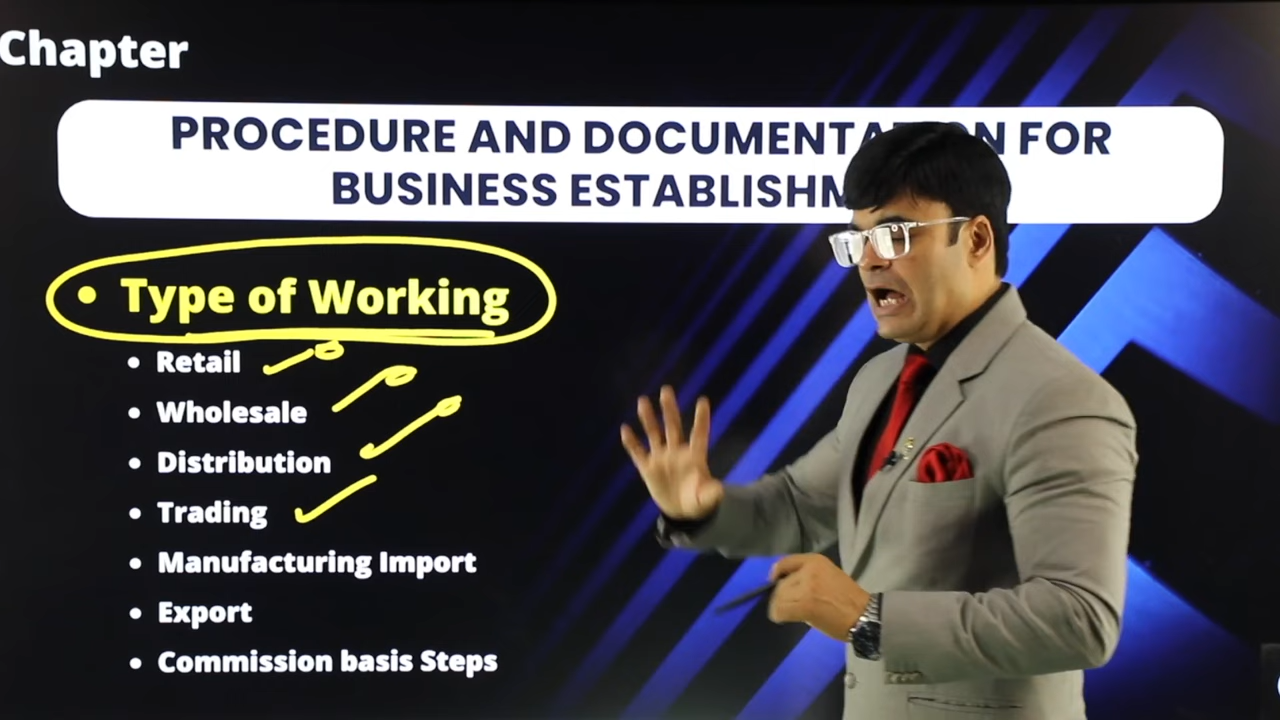 Chapter
PROCEDURE AND DOCUMENTA N FOR
BUSINESS ESTABLISHM
• Type of Working
• Retail
• Wholesale
• Distribution
• Trading
• Manufacturing Import
• Export
• Commission basis Steps